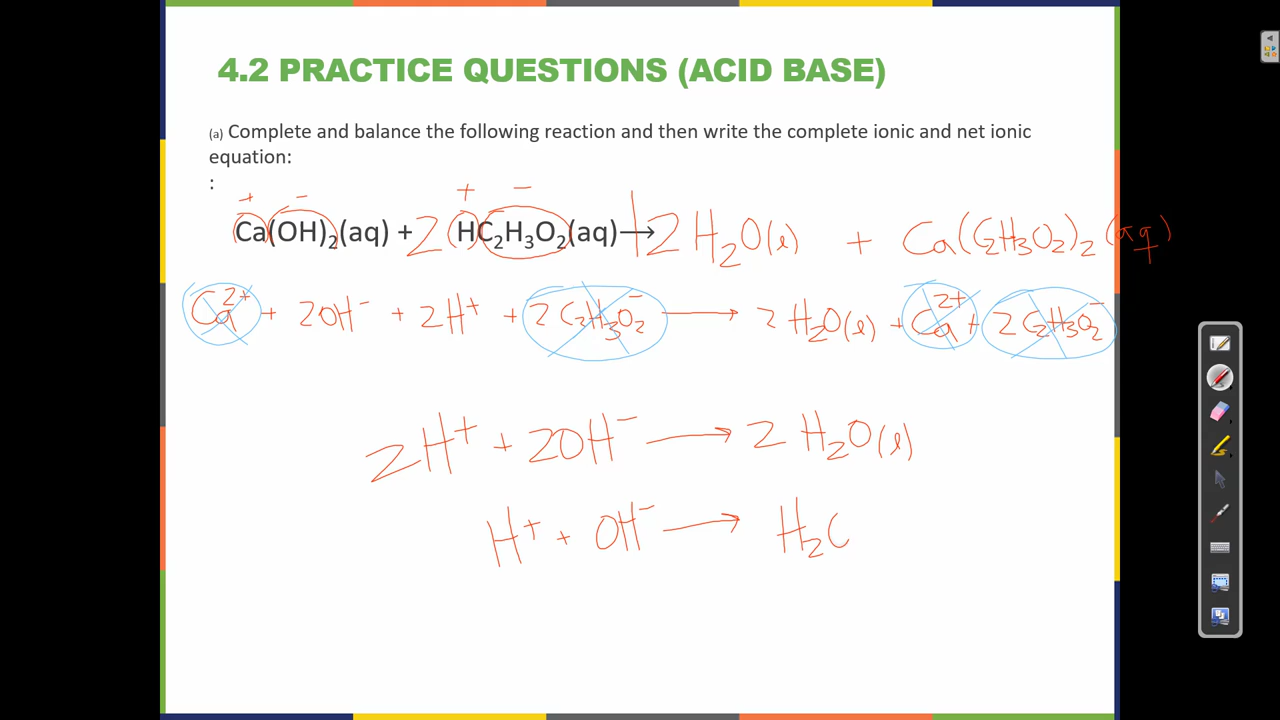 4.2 PRACTICE QUESTIONS (ACID BASE)
(a) Complete and balance the following reaction and then write the complete ionic and net ionic
equation:
:
+ − + −
Ca(OH)₂(aq) + 2 HC₂H₃O₂(aq)⟶ 2 H₂O(l) + Ca(C₂H₃O₂)₂(aq)
Ca²⁺ + 2OH⁻ + 2H⁺ + 2 C₂H₃O₂⁻ ⟶ 2 H₂O(l) + Ca²⁺ + 2 C₂H₃O₂⁻
2H⁺ + 2OH⁻ ⟶ 2 H₂O(l)
H⁺ + OH⁻ ⟶ H₂O